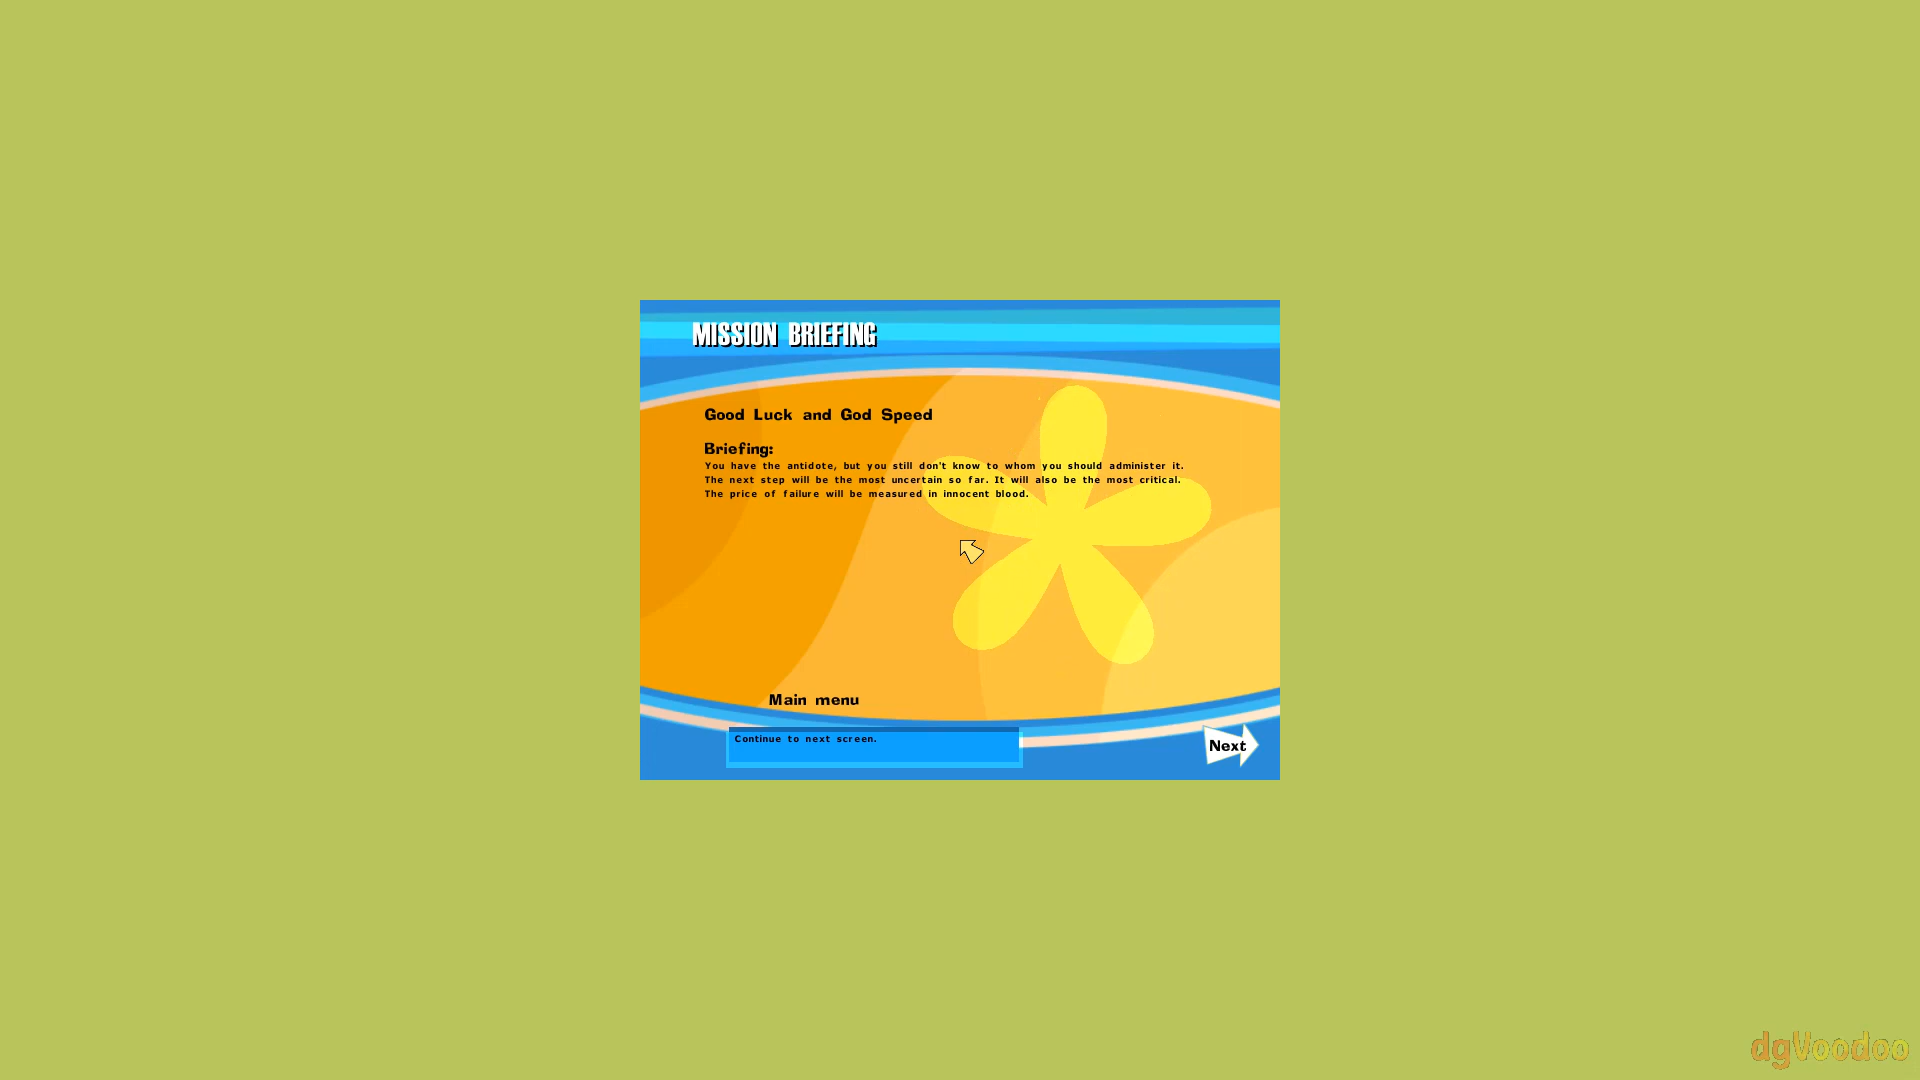 MISSION BRIEFING
Good Luck and God Speed
Briefing:
You have the antidote, but you still don't know to whom you should administer it.
The next step will be the most uncertain so far. It will also be the most critical.
The price of failure will be measured in innocent blood.
Main menu
Continue to next screen.
Next
dgVoodoo